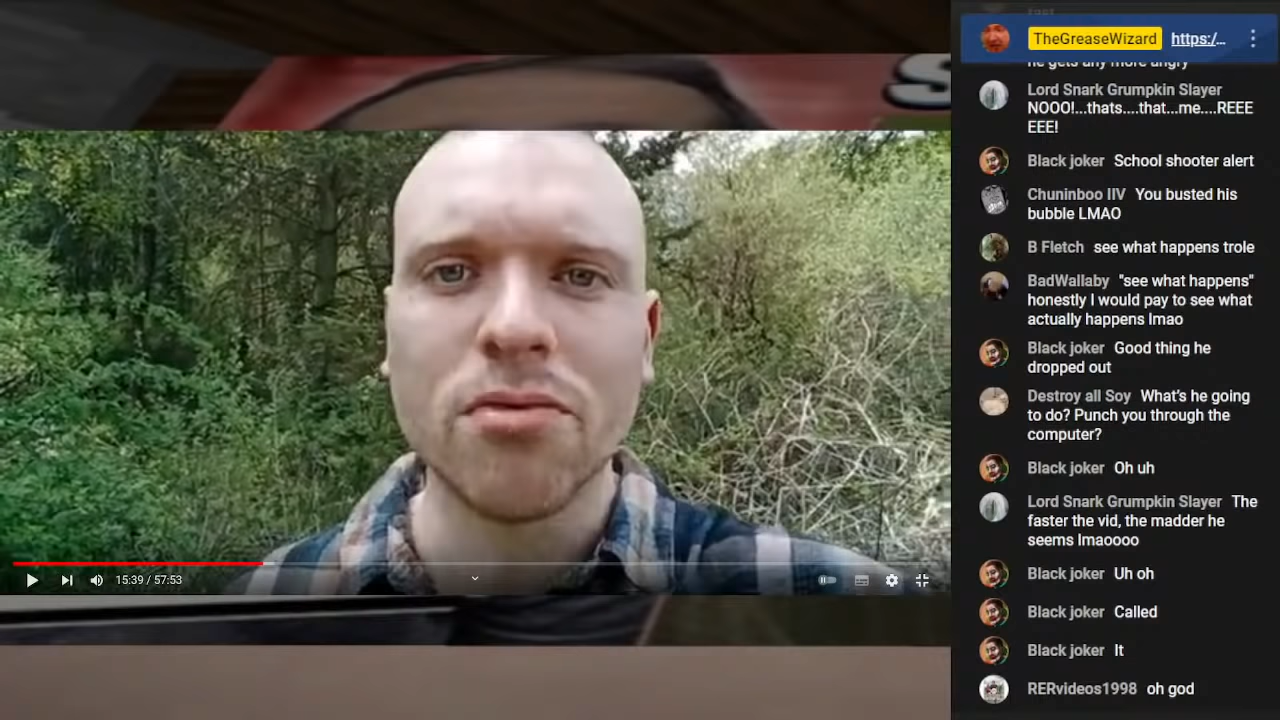 TheGreaseWizard https:/...
he gets any more angry
Lord Snark Grumpkin Slayer
NOOO!...thats....that...me....REEE
EEE!
Black joker School shooter alert
Chuninboo IIV You busted his
bubble LMAO
B Fletch see what happens trole
BadWallaby "see what happens"
honestly I would pay to see what
actually happens lmao
Black joker Good thing he
dropped out
Destroy all Soy What's he going
to do? Punch you through the
computer?
Black joker Oh uh
Lord Snark Grumpkin Slayer The
faster the vid, the madder he
seems lmaoooo
Black joker Uh oh
Black joker Called
Black joker It
RERvideos1998 oh god
15:39 / 57:53
S